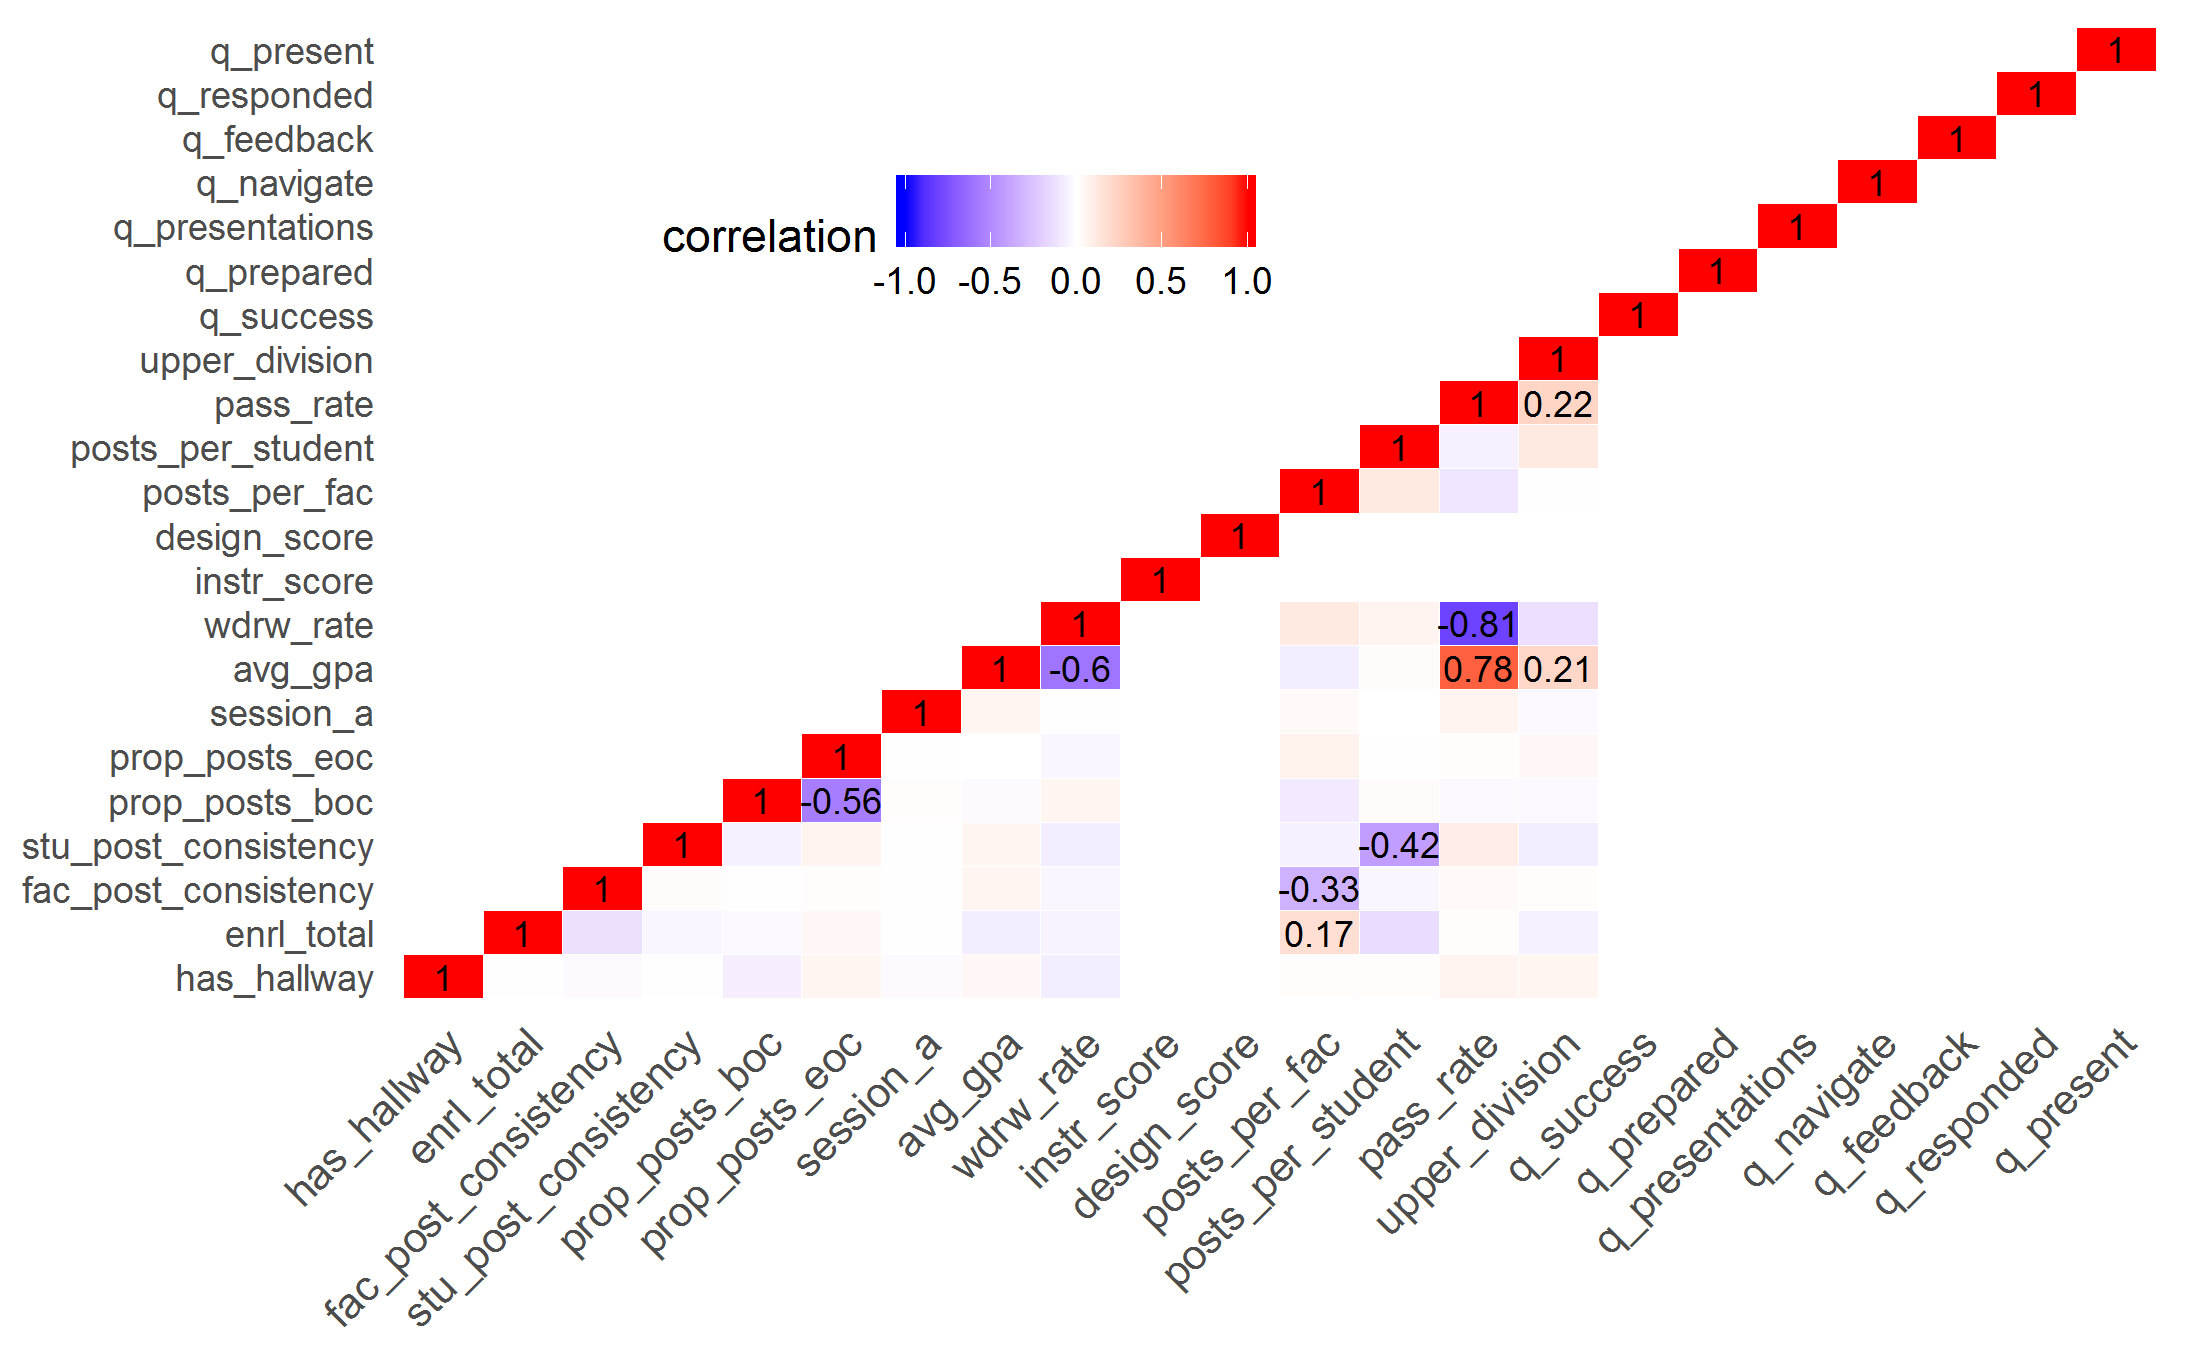 q_present 1
q_responded 1
q_feedback 1
q_navigate 1
q_presentations 1
correlation
-1.0 -0.5 0.0 0.5 1.0
q_prepared 1
q_success 1
upper_division 1
pass_rate 1 0.22
posts_per_student 1
posts_per_fac 1
design_score 1
instr_score 1
wdrw_rate 1 -0.81
avg_gpa 1 -0.6 0.78 0.21
session_a 1
prop_posts_eoc 1
prop_posts_boc 1 -0.56
stu_post_consistency 1 -0.42
fac_post_consistency 1 -0.33
enrl_total 1 0.17
has_hallway 1
has_hallway
enrl_total
fac_post_consistency
stu_post_consistency
prop_posts_boc
prop_posts_eoc
session_a
avg_gpa
wdrw_rate
instr_score
design_score
posts_per_fac
posts_per_student
pass_rate
upper_division
q_success
q_prepared
q_presentations
q_navigate
q_feedback
q_responded
q_present